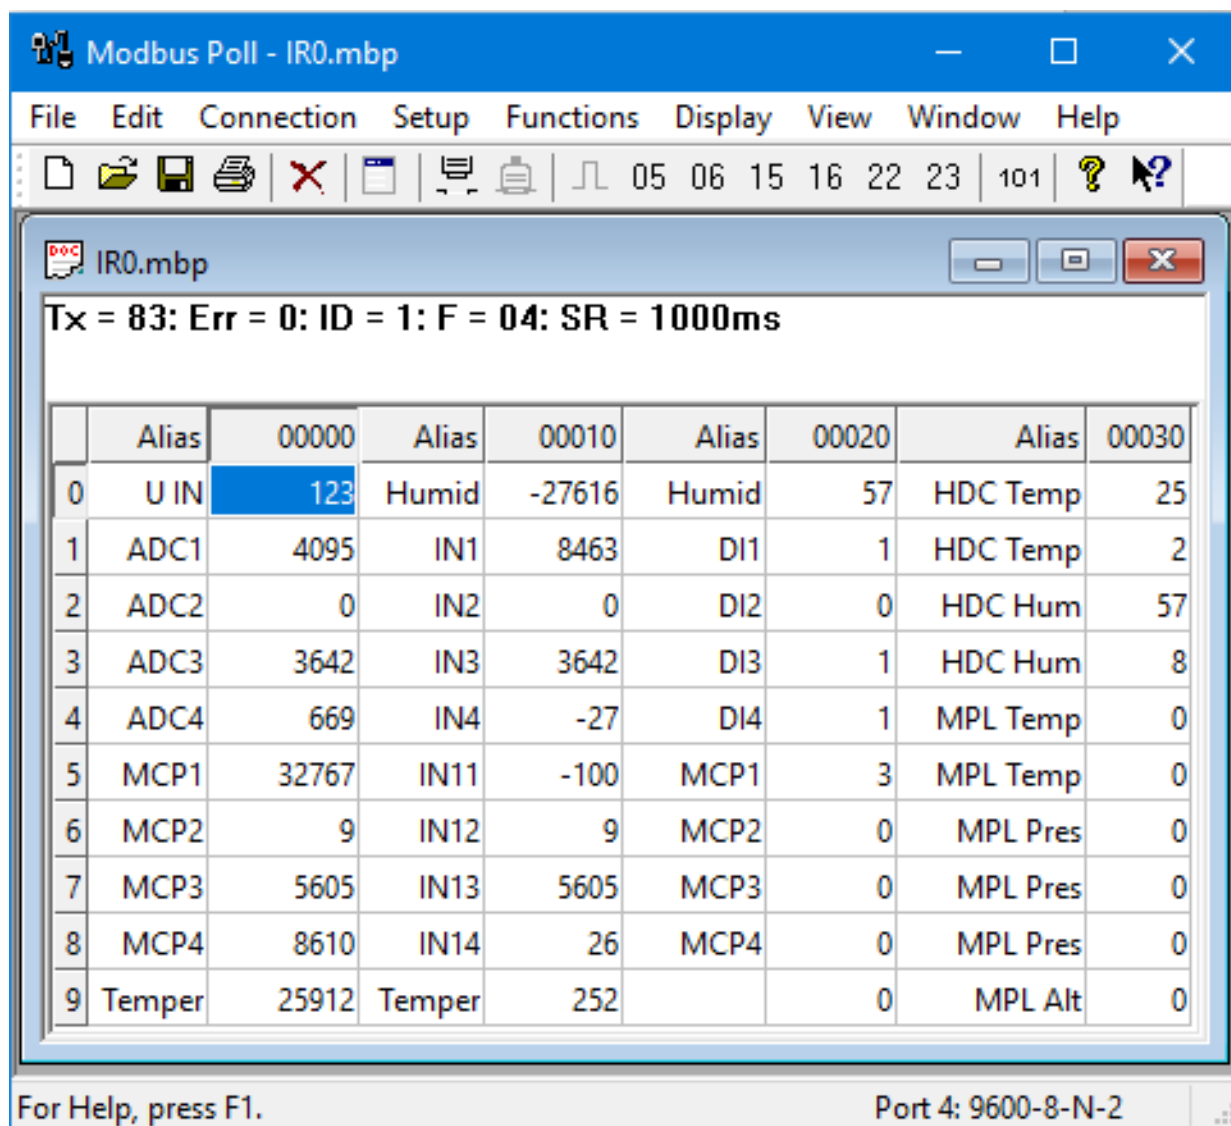 Modbus Poll - IR0.mbp
File Edit Connection Setup Functions Display View Window Help
05 06 15 16 22 23 101
DOC IR0.mbp
Tx = 83: Err = 0: ID = 1: F = 04: SR = 1000ms
Alias 00000 Alias 00010 Alias 00020 Alias 00030
0 U IN 123 Humid -27616 Humid 57 HDC Temp 25
1 ADC1 4095 IN1 8463 DI1 1 HDC Temp 2
2 ADC2 0 IN2 0 DI2 0 HDC Hum 57
3 ADC3 3642 IN3 3642 DI3 1 HDC Hum 8
4 ADC4 669 IN4 -27 DI4 1 MPL Temp 0
5 MCP1 32767 IN11 -100 MCP1 3 MPL Temp 0
6 MCP2 9 IN12 9 MCP2 0 MPL Pres 0
7 MCP3 5605 IN13 5605 MCP3 0 MPL Pres 0
8 MCP4 8610 IN14 26 MCP4 0 MPL Pres 0
9 Temper 25912 Temper 252 0 MPL Alt 0
For Help, press F1. Port 4: 9600-8-N-2